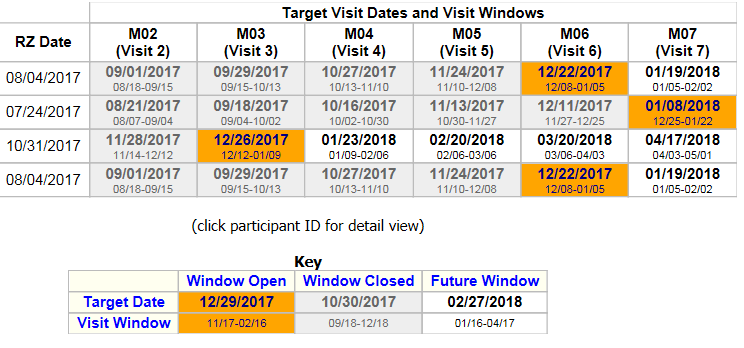 Target Visit Dates and Visit Windows
RZ Date M02 M03 M04 M05 M06 M07
(Visit 2) (Visit 3) (Visit 4) (Visit 5) (Visit 6) (Visit 7)
08/04/2017 09/01/2017 09/29/2017 10/27/2017 11/24/2017 12/22/2017 01/19/2018
08/18-09/15 09/15-10/13 10/13-11/10 11/10-12/08 12/08-01/05 01/05-02/02
07/24/2017 08/21/2017 09/18/2017 10/16/2017 11/13/2017 12/11/2017 01/08/2018
08/07-09/04 09/04-10/02 10/02-10/30 10/30-11/27 11/27-12/25 12/25-01/22
10/31/2017 11/28/2017 12/26/2017 01/23/2018 02/20/2018 03/20/2018 04/17/2018
11/14-12/12 12/12-01/09 01/09-02/06 02/06-03/06 03/06-04/03 04/03-05/01
08/04/2017 09/01/2017 09/29/2017 10/27/2017 11/24/2017 12/22/2017 01/19/2018
08/18-09/15 09/15-10/13 10/13-11/10 11/10-12/08 12/08-01/05 01/05-02/02
(click participant ID for detail view)
Key
Window Open Window Closed Future Window
Target Date 12/29/2017 10/30/2017 02/27/2018
Visit Window 11/17-02/16 09/18-12/18 01/16-04/17